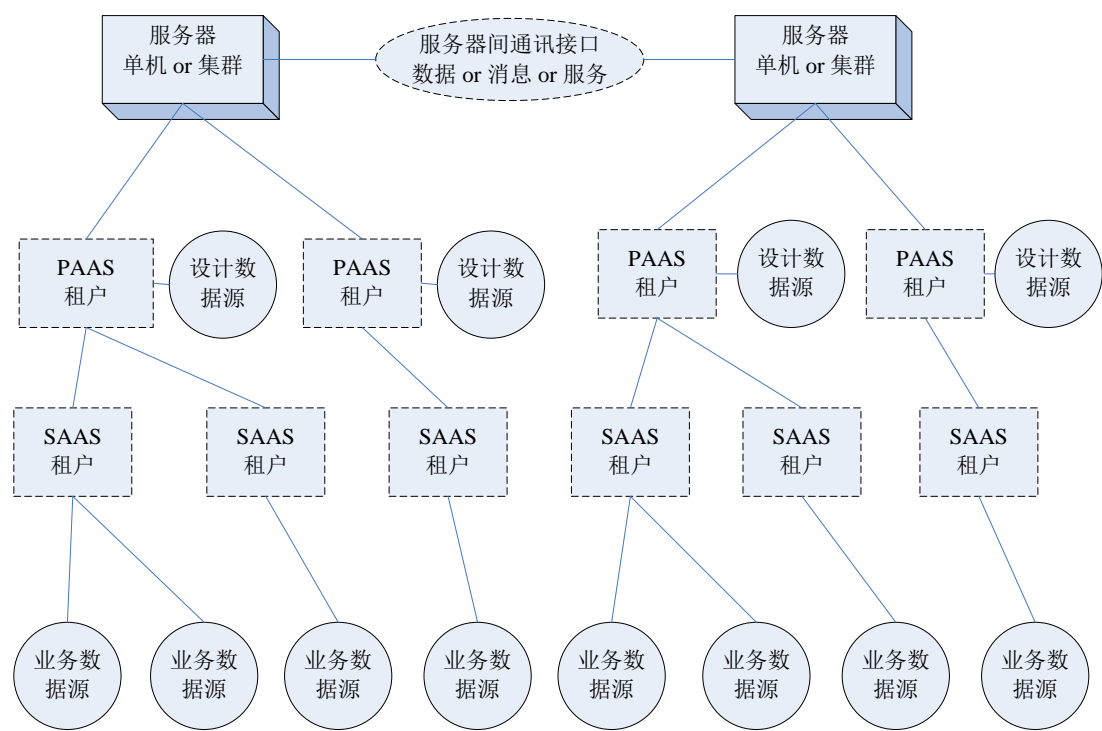 服务器
单机 or 集群
服务器间通讯接口
数据 or 消息 or 服务
服务器
单机 or 集群
PAAS
租户
设计数
据源
PAAS
租户
设计数
据源
PAAS
租户
设计数
据源
PAAS
租户
设计数
据源
SAAS
租户
SAAS
租户
SAAS
租户
SAAS
租户
SAAS
租户
SAAS
租户
业务数
据源
业务数
据源
业务数
据源
业务数
据源
业务数
据源
业务数
据源
业务数
据源
业务数
据源